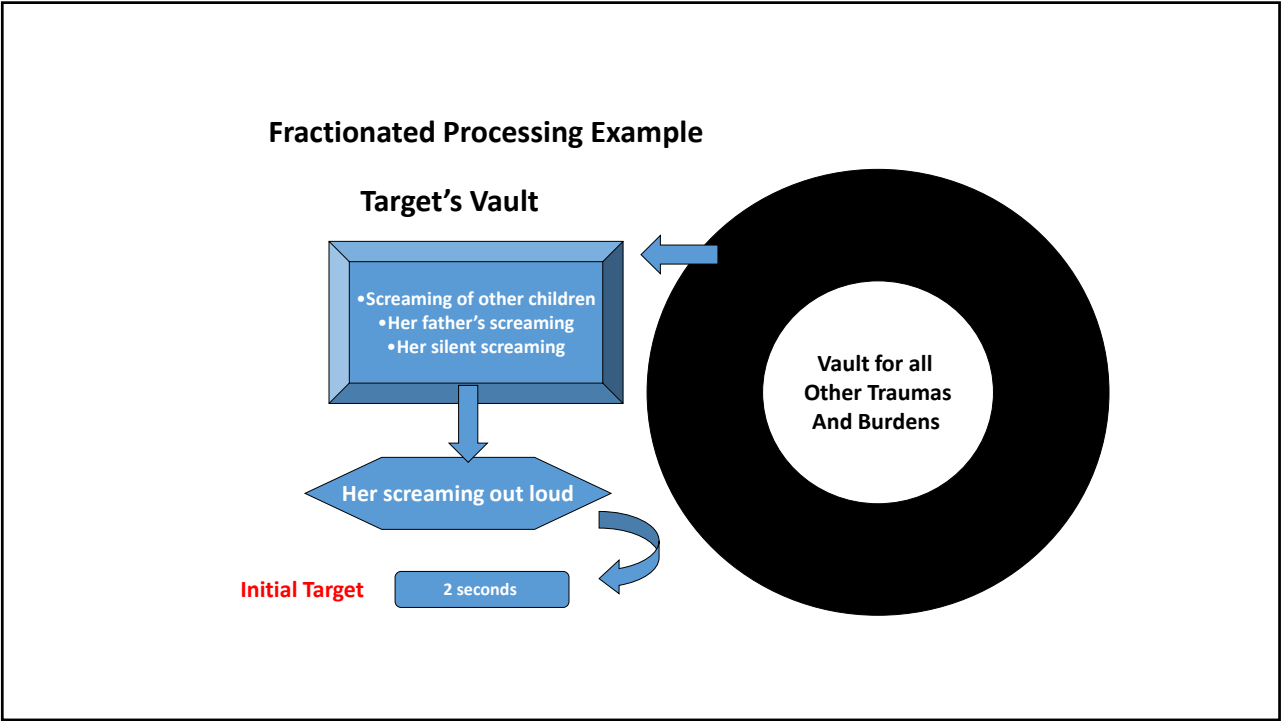 Fractionated Processing Example
Target’s Vault
•Screaming of other children
•Her father’s screaming
•Her silent screaming
Vault for all
Other Traumas
And Burdens
Her screaming out loud
Initial Target
2 seconds